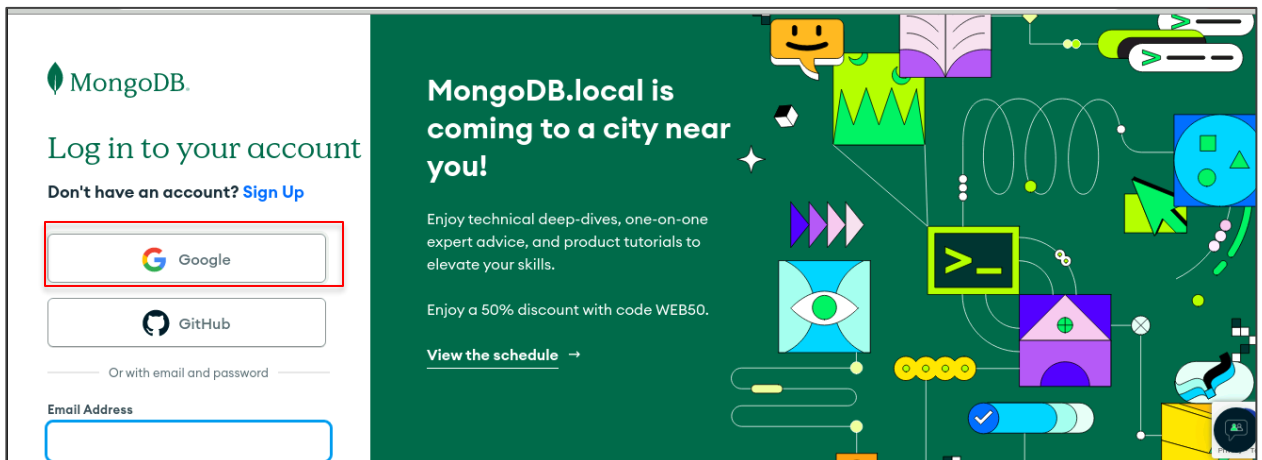 MongoDB.
Log in to your account
Don't have an account? Sign Up
Google
GitHub
Or with email and password
Email Address
MongoDB.local is
coming to a city near
you!
Enjoy technical deep-dives, one-on-one
expert advice, and product tutorials to
elevate your skills.
Enjoy a 50% discount with code WEB50.
View the schedule →
>_